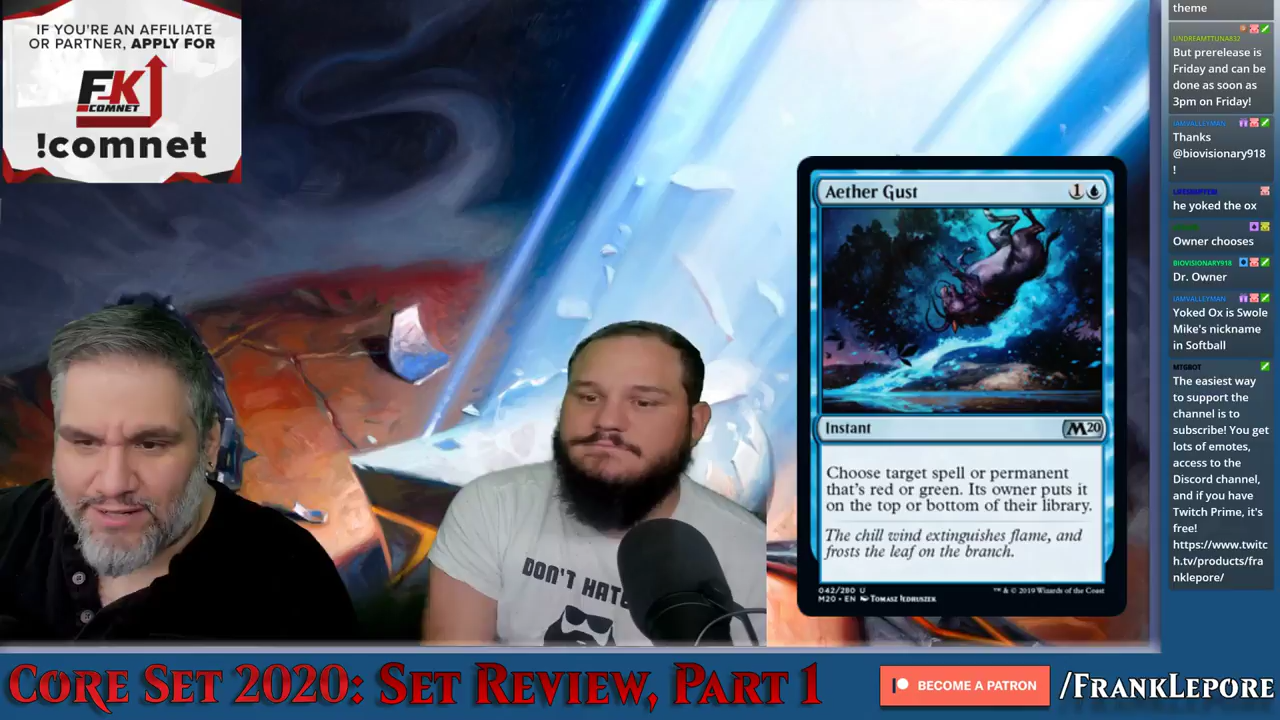 IF YOU'RE AN AFFILIATE
OR PARTNER, APPLY FOR
FK
COMNET
!comnet
Aether Gust
1
Instant
M20
Choose target spell or permanent
that's red or green. Its owner puts it
on the top or bottom of their library.
The chill wind extinguishes flame, and
frosts the leaf on the branch.
042/280 U
M20 • EN TOMASZ JEDRUSZEK
™ & © 2019 Wizards of the Coast
DON'T HATE
theme
UNDREAMTTUNA832
But prerelease is
Friday and can be
done as soon as
3pm on Friday!
IAMVALLEYMAN
Thanks
@biovisionary918
!
he yoked the ox
Owner chooses
BIOVISIONARY918
Dr. Owner
IAMVALLEYMAN
Yoked Ox is Swole
Mike's nickname
in Softball
MTGBOT
The easiest way
to support the
channel is to
subscribe! You get
lots of emotes,
access to the
Discord channel,
and if you have
Twitch Prime, it's
free!
https://www.twitc
h.tv/products/fra
nklepore/
CORE SET 2020: SET REVIEW, PART 1
BECOME A PATRON
/FRANKLEPORE